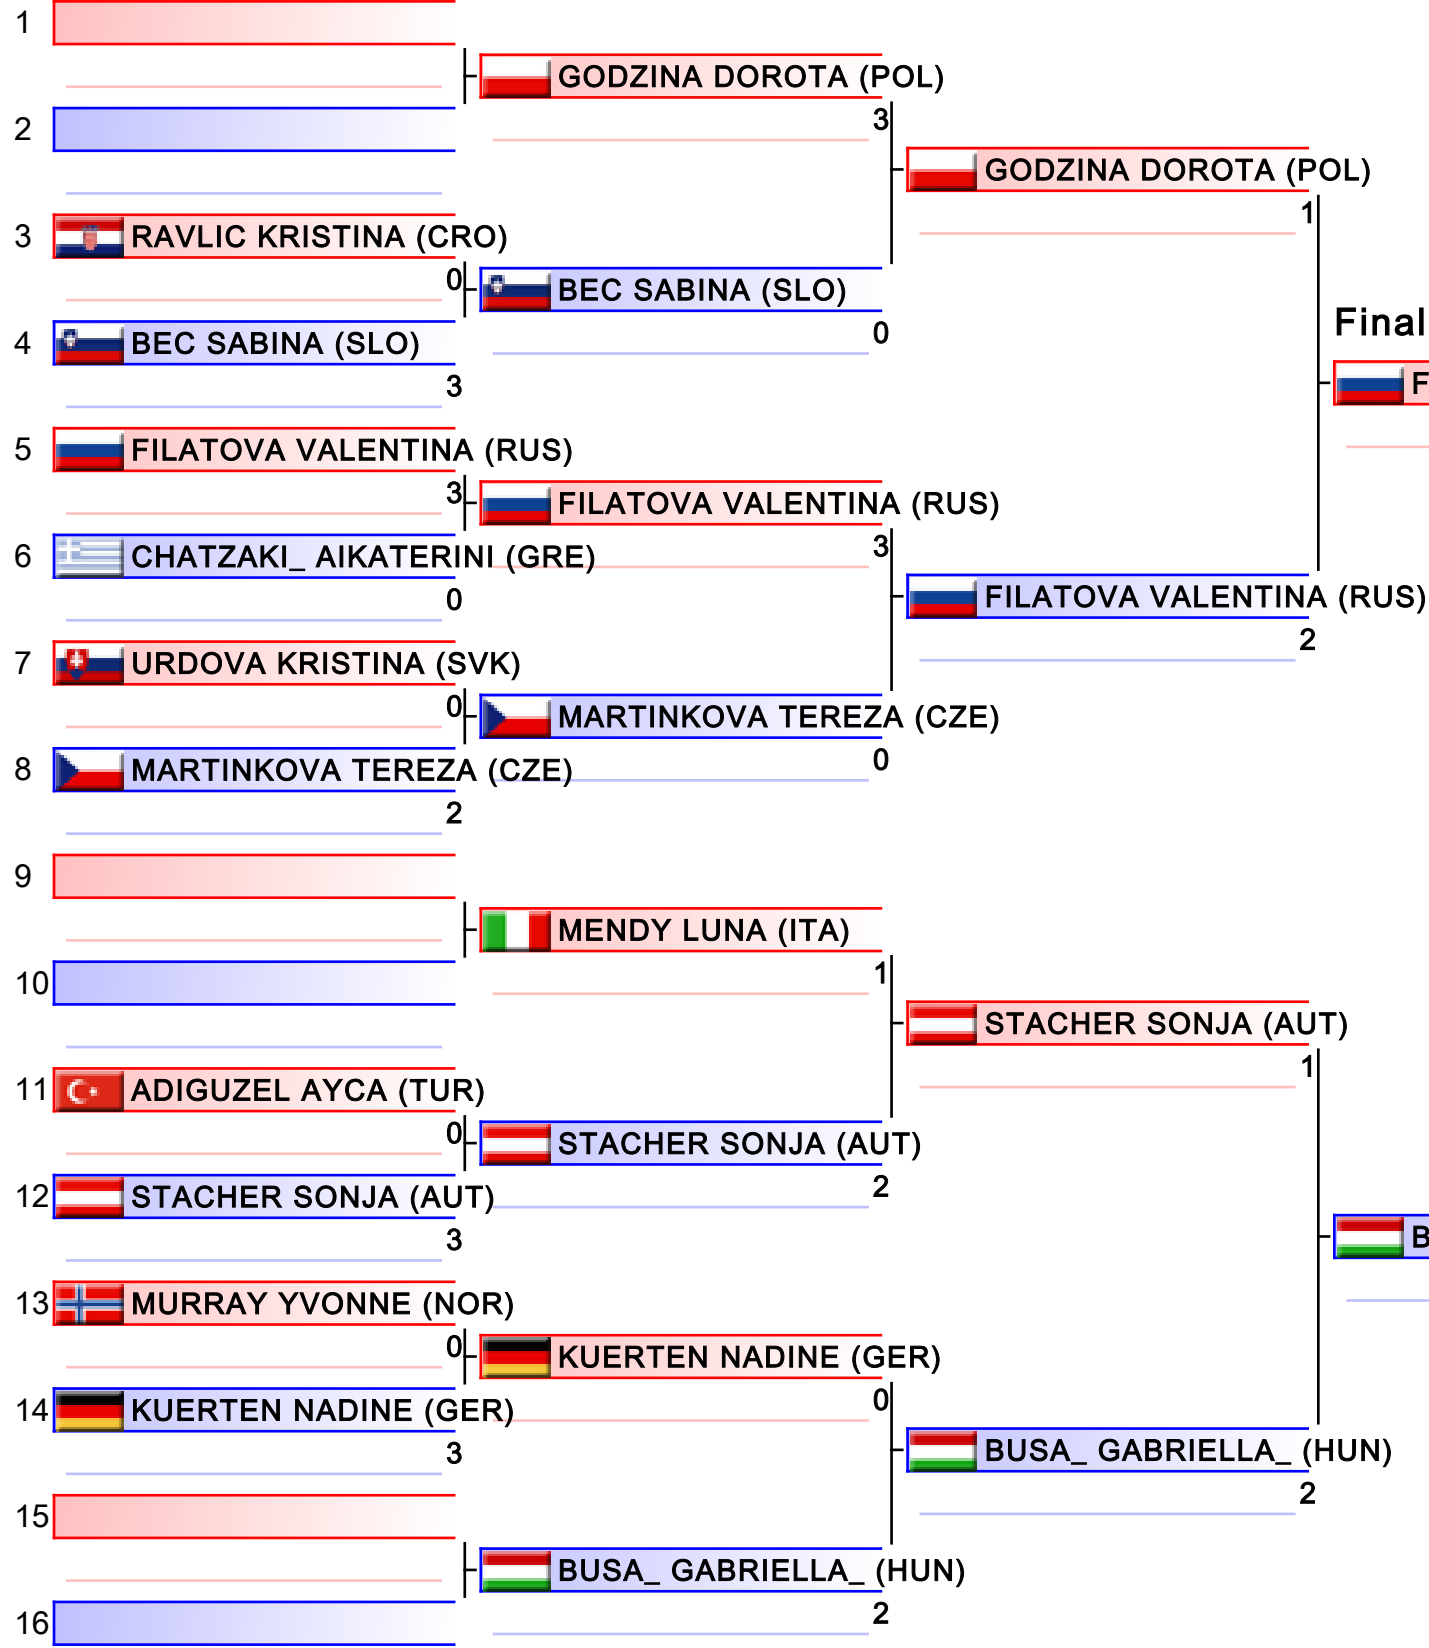 1
GODZINA DOROTA (POL)
2
3
GODZINA DOROTA (POL)
3
RAVLIC KRISTINA (CRO)
1
0
BEC SABINA (SLO)
Final
4
BEC SABINA (SLO)
0
3
F
5
FILATOVA VALENTINA (RUS)
3
FILATOVA VALENTINA (RUS)
6
CHATZAKI_ AIKATERINI (GRE)
3
0
FILATOVA VALENTINA (RUS)
7
URDOVA KRISTINA (SVK)
2
0
MARTINKOVA TEREZA (CZE)
8
MARTINKOVA TEREZA (CZE)
0
2
9
MENDY LUNA (ITA)
10
1
STACHER SONJA (AUT)
11
ADIGUZEL AYCA (TUR)
1
0
STACHER SONJA (AUT)
12
STACHER SONJA (AUT)
2
3
B
13
MURRAY YVONNE (NOR)
0
KUERTEN NADINE (GER)
14
KUERTEN NADINE (GER)
0
3
BUSA_ GABRIELLA_ (HUN)
15
2
BUSA_ GABRIELLA_ (HUN)
16
2